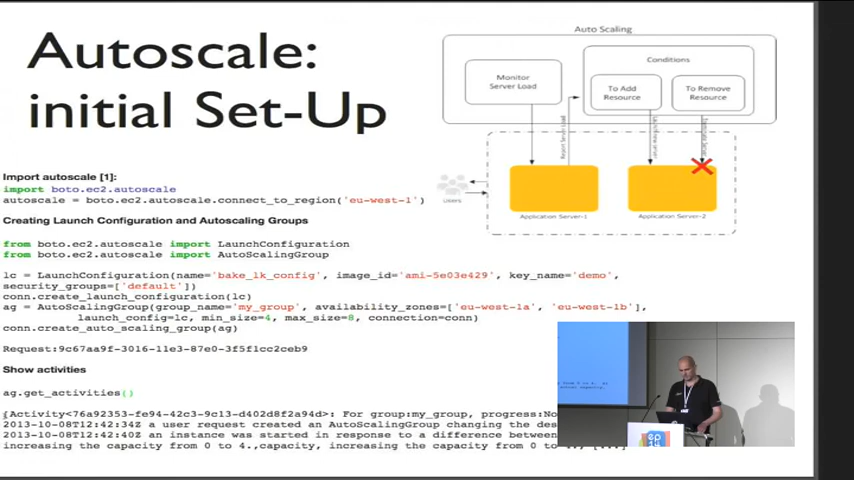 Autoscale:
initial Set-Up
Auto Scaling
Conditions
Monitor
Server Load
To Add
Resource
To Remove
Resource
Report Server Load
Users
Application Server-1
Application Server-2
Import autoscale [1]:
import boto.ec2.autoscale
autoscale = boto.ec2.autoscale.connect_to_region('eu-west-1')
Creating Launch Configuration and Autoscaling Groups
from boto.ec2.autoscale import LaunchConfiguration
from boto.ec2.autoscale import AutoScalingGroup
lc = LaunchConfiguration(name='bake_lk_config', image_id='ami-5e03e429', key_name='demo',
security_groups=['default'])
conn.create_launch_configuration(lc)
ag = AutoScalingGroup(group_name='my_group', availability_zones=['eu-west-1a', 'eu-west-1b'],
launch_config=lc, min_size=4, max_size=8, connection=conn)
conn.create_auto_scaling_group(ag)
Request:9c67aa9f-3016-11e3-87e0-3f5f1cc2ceb9
Show activities
ag.get_activities()
[Activity<76a92353-fe94-42c3-9c13-d402d8f2a94d>: For group:my_group, progress:No
2013-10-08T12:42:34Z a user request created an AutoScalingGroup changing the des
2013-10-08T12:42:40Z an instance was started in response to a difference between
increasing the capacity from 0 to 4.,capacity, increasing the capacity from 0 to 4., [...]